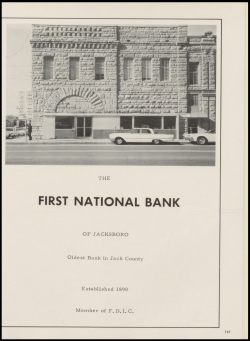 THE
FIRST NATIONAL BANK
OF JACKSBORO
Oldest Bank in Jack County
Established 1890
Member of F.D.I.C.